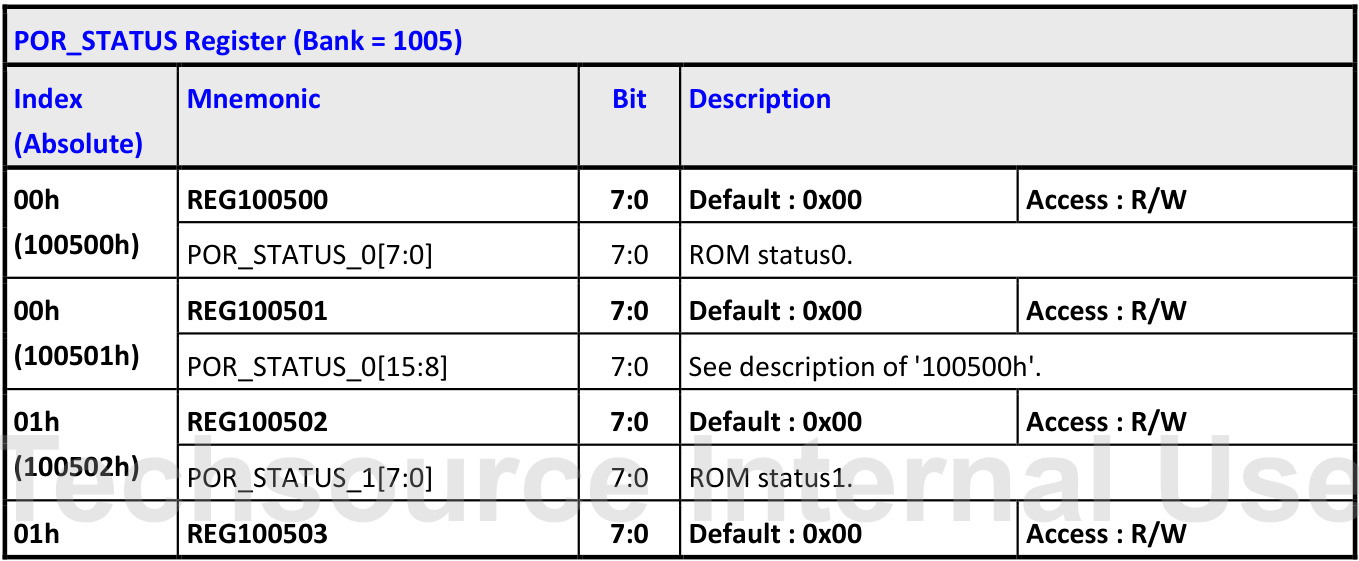 POR_STATUS Register (Bank = 1005)
Index (Absolute) Mnemonic Bit Description
00h (100500h) REG100500 7:0 Default : 0x00 Access : R/W
POR_STATUS_0[7:0] 7:0 ROM status0.
00h (100501h) REG100501 7:0 Default : 0x00 Access : R/W
POR_STATUS_0[15:8] 7:0 See description of '100500h'.
01h (100502h) REG100502 7:0 Default : 0x00 Access : R/W
POR_STATUS_1[7:0] 7:0 ROM status1.
01h REG100503 7:0 Default : 0x00 Access : R/W
Techsource Internal Use